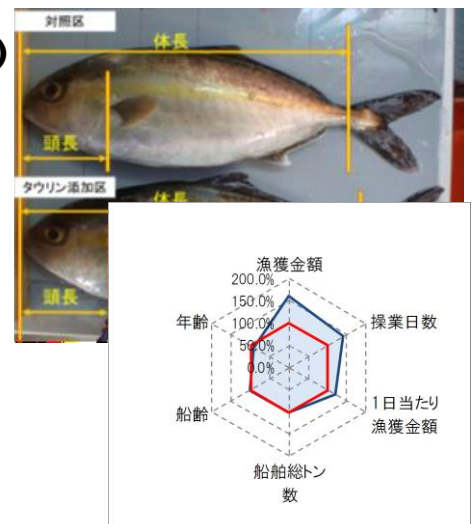 )
対照区
体長
頭長
タウリン添加区
体長
頭長
漁獲金額
200.0%
150.0%
100.0%
50.0%
0.0%
操業日数
1日当たり
漁獲金額
船舶総トン
数
船齢
年齢